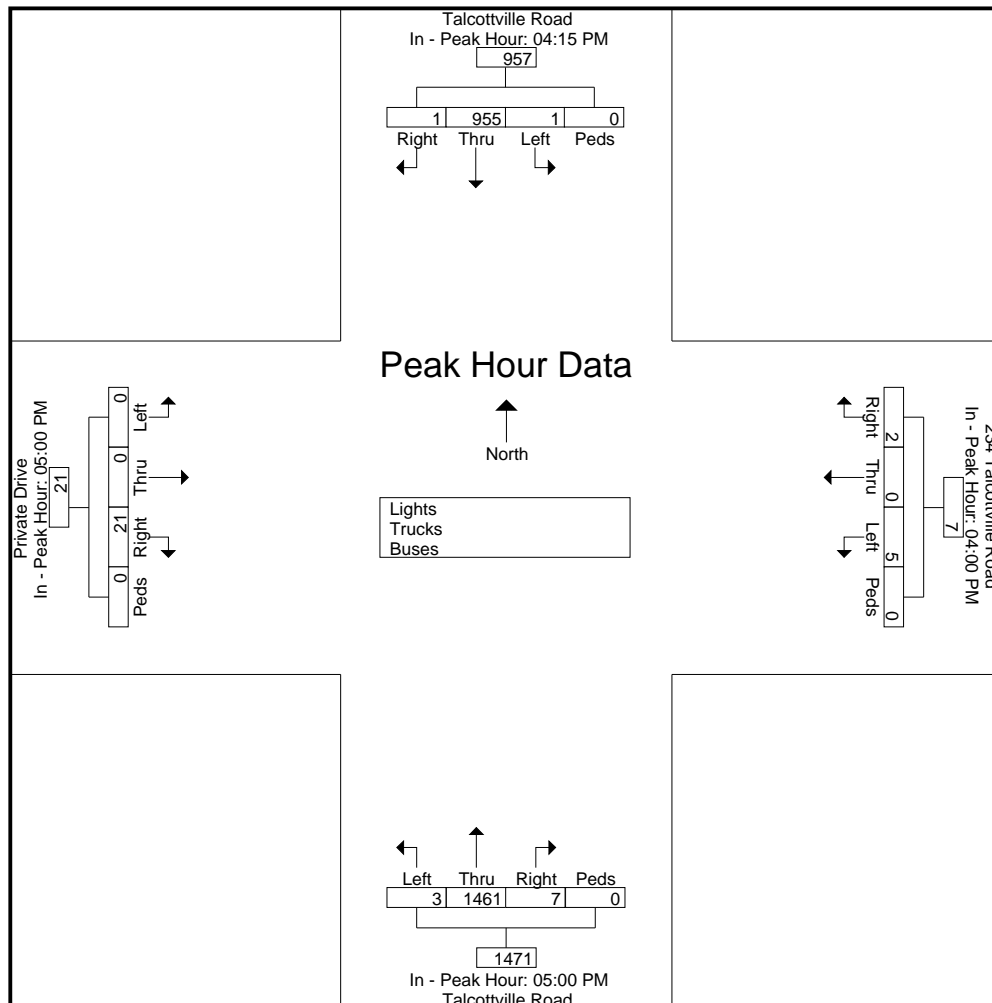 Talcottville Road
In - Peak Hour: 04:15 PM
957
1 955 1 0
Right Thru Left Peds
Peak Hour Data
North
Lights
Trucks
Buses
Private Drive
In - Peak Hour: 05:00 PM
21
0 0 21 0
Left Thru Right Peds
Talcottville Road
In - Peak Hour: 04:00 PM
7
2 0 5 0
Right Thru Left Peds
Left Thru Right Peds
3 1461 7 0
1471
In - Peak Hour: 05:00 PM
Talcottville Road